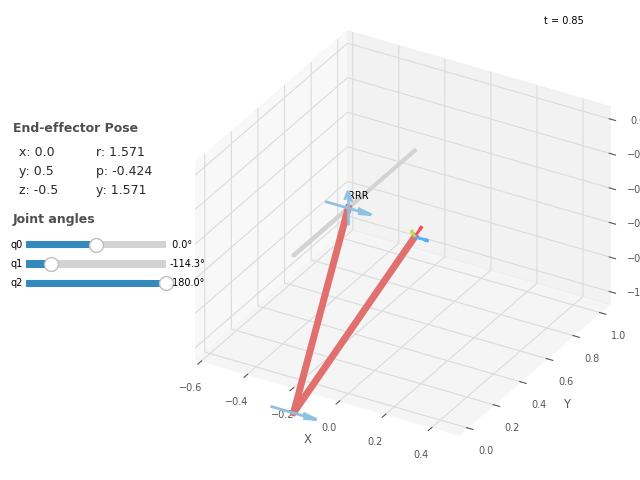 t = 0.85
End-effector Pose
x: 0.0 r: 1.571
y: 0.5 p: -0.424
z: -0.5 y: 1.571
Joint angles
q0 0.0°
q1 -114.3°
q2 180.0°
RRR
−0.6
−0.4
−0.2
0.0
0.2
0.4
X
0.0
0.2
0.4
0.6
0.8
1.0
Y